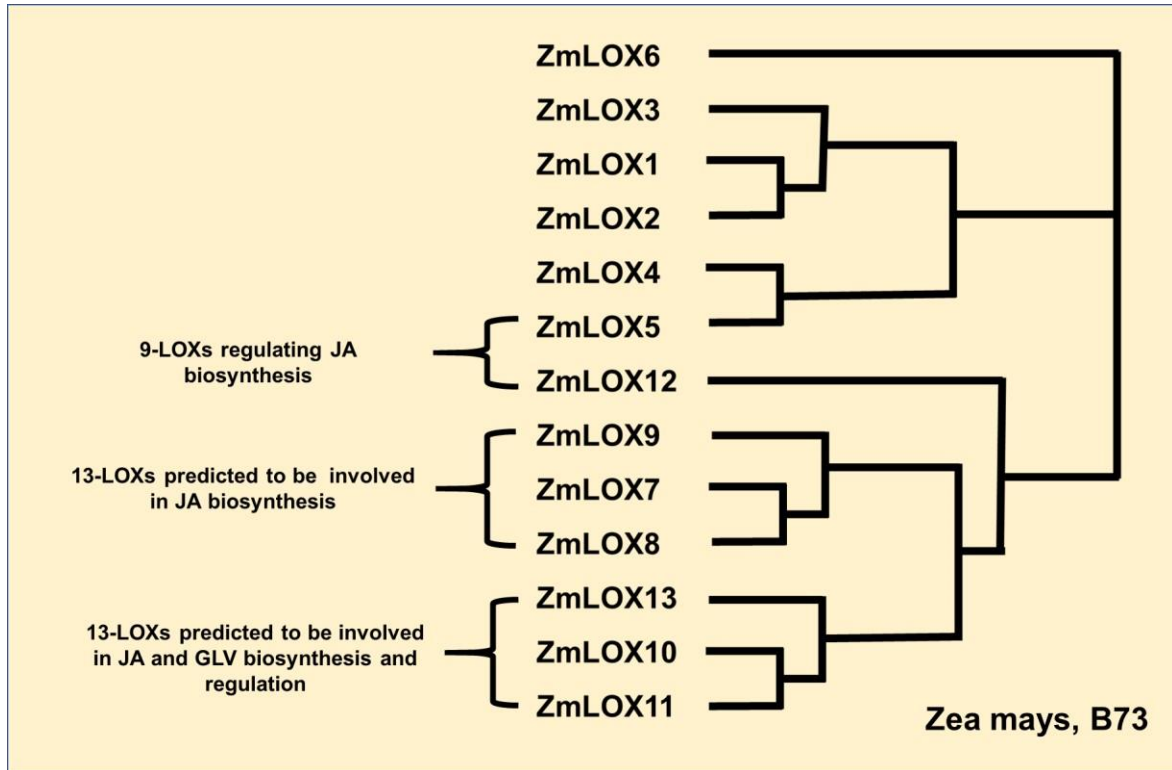 ZmLOX6
ZmLOX3
ZmLOX1
ZmLOX2
ZmLOX4
ZmLOX5
9-LOXs regulating JA
biosynthesis
ZmLOX12
ZmLOX9
13-LOXs predicted to be involved
in JA biosynthesis
ZmLOX7
ZmLOX8
ZmLOX13
13-LOXs predicted to be involved
in JA and GLV biosynthesis and
regulation
ZmLOX10
ZmLOX11
Zea mays, B73